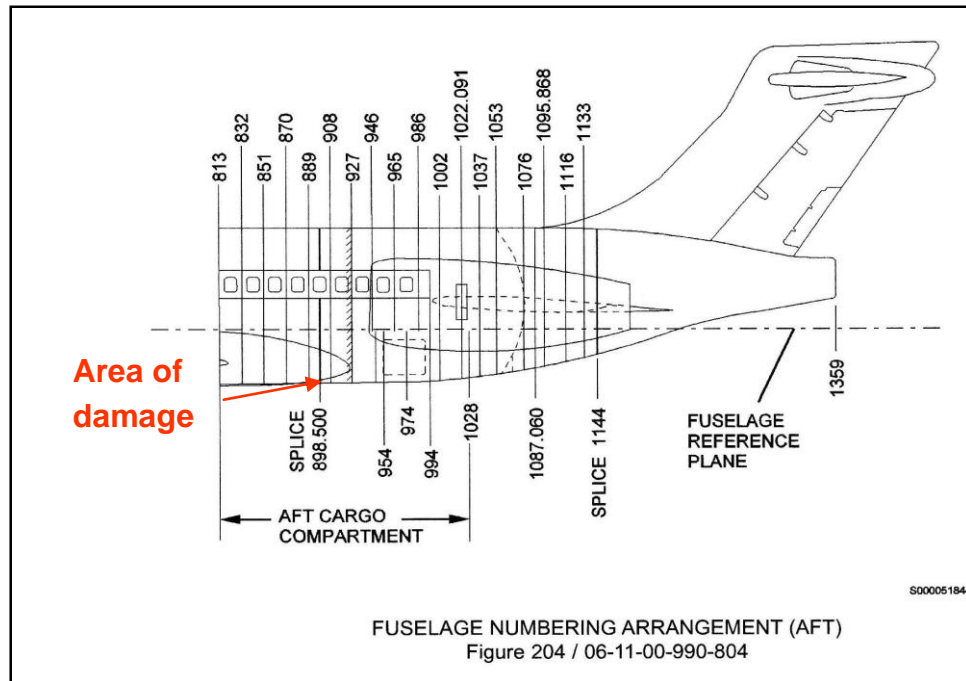 813
832
851
870
889
908
927
946
965
986
1002
1022.091
1037
1053
1076
1095.868
1116
1133
Area of
damage
SPLICE
898.500
954
974
994
1028
1087.060
SPLICE 1144
FUSELAGE
REFERENCE
PLANE
1359
AFT CARGO
COMPARTMENT
S00005184
FUSELAGE NUMBERING ARRANGEMENT (AFT)
Figure 204 / 06-11-00-990-804